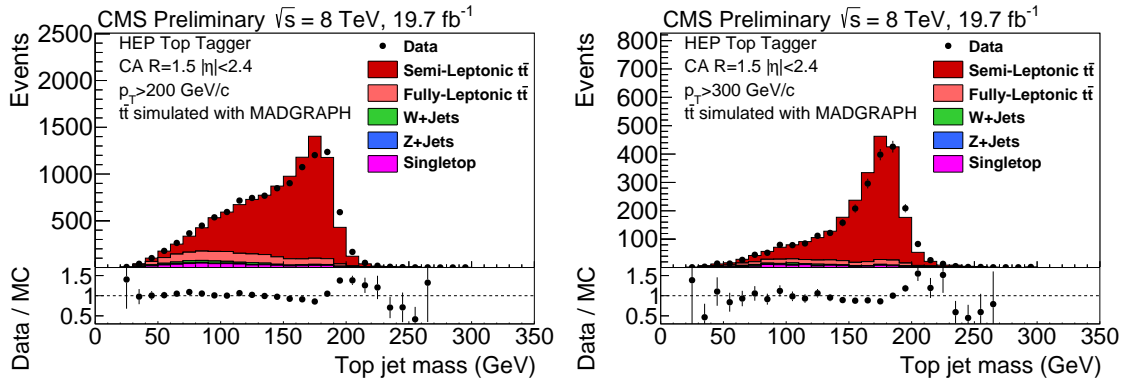 CMS Preliminary √s = 8 TeV, 19.7 fb⁻¹
Events
2500
2000
1500
1000
500
HEP Top Tagger
CA R=1.5 |η|<2.4
p_T>200 GeV/c
tt̄ simulated with MADGRAPH
Data
Semi-Leptonic tt̄
Fully-Leptonic tt̄
W+Jets
Z+Jets
Singletop
Data / MC
1.5
1
0.5
0 50 100 150 200 250 300 350
Top jet mass (GeV)
CMS Preliminary √s = 8 TeV, 19.7 fb⁻¹
Events
800
700
600
500
400
300
200
100
HEP Top Tagger
CA R=1.5 |η|<2.4
p_T>300 GeV/c
tt̄ simulated with MADGRAPH
Data
Semi-Leptonic tt̄
Fully-Leptonic tt̄
W+Jets
Z+Jets
Singletop
Data / MC
1.5
1
0.5
0 50 100 150 200 250 300 350
Top jet mass (GeV)